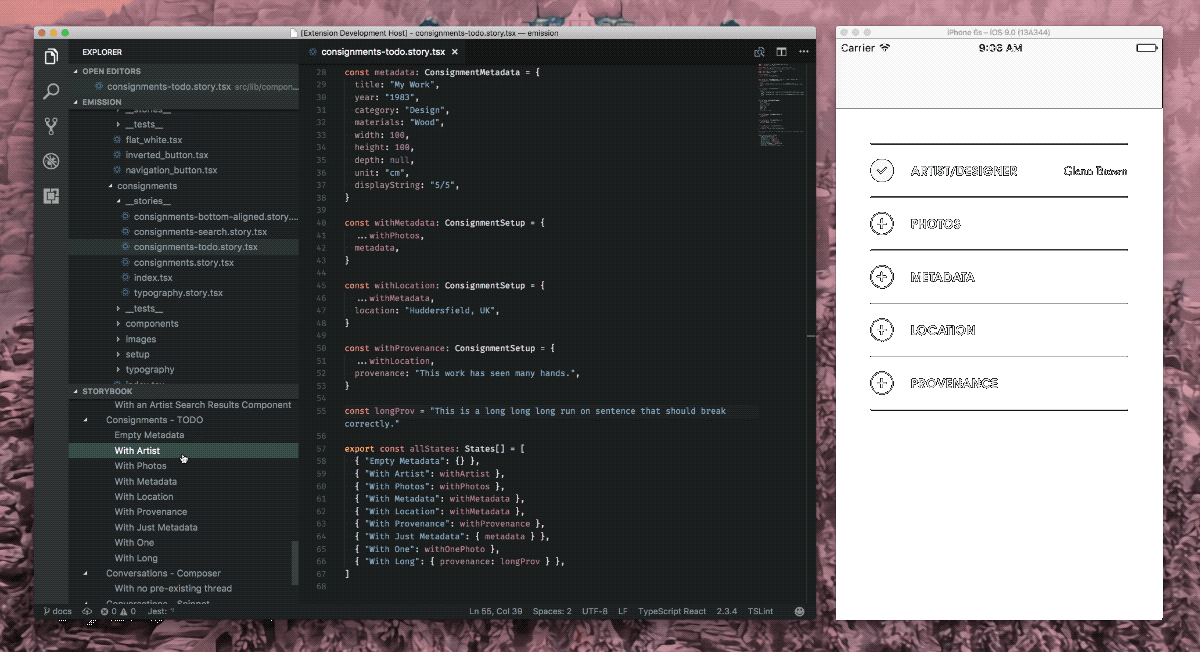 [Extension Development Host] - consignments-todo.story.tsx — emission
EXPLORER
OPEN EDITORS
consignments-todo.story.tsx src/lib/compon...
EMISSION
__stories__
__tests__
flat_white.tsx
inverted_button.tsx
navigation_button.tsx
consignments
__stories__
consignments-bottom-aligned.story....
consignments-search.story.tsx
consignments-todo.story.tsx
consignments.story.tsx
index.tsx
typography.story.tsx
__tests__
components
images
setup
typography
index.tsx
STORYBOOK
With an Artist Search Results Component
Consignments - TODO
Empty Metadata
With Artist
With Photos
With Metadata
With Location
With Provenance
With Just Metadata
With One
With Long
Conversations - Composer
With no pre-existing thread
Conversations - Snippet
consignments-todo.story.tsx ×
28 const metadata: ConsignmentMetadata = {
29 title: "My Work",
30 year: "1983",
31 category: "Design",
32 materials: "Wood",
33 width: 100,
34 height: 100,
35 depth: null,
36 unit: "cm",
37 displayString: "5/5",
38 }
39
40 const withMetadata: ConsignmentSetup = {
41 ...withPhotos,
42 metadata,
43 }
44
45 const withLocation: ConsignmentSetup = {
46 ...withMetadata,
47 location: "Huddersfield, UK",
48 }
49
50 const withProvenance: ConsignmentSetup = {
51 ...withLocation,
52 provenance: "This work has seen many hands.",
53 }
54
55 const longProv = "This is a long long long run on sentence that should break
correctly."
56
57 export const allStates: States[] = [
58 { "Empty Metadata": {} },
59 { "With Artist": withArtist },
60 { "With Photos": withPhotos },
61 { "With Metadata": withMetadata },
62 { "With Location": withMetadata },
63 { "With Provenance": withProvenance },
64 { "With Just Metadata": { metadata } },
65 { "With One": withOnePhoto },
66 { "With Long": { provenance: longProv } },
67 ]
68
docs
0 0
Jest:
Ln 55, Col 39
Spaces: 2
UTF-8
LF
TypeScript React
2.3.4
TSLint
iPhone 6s – iOS 9.0 (13A344)
Carrier
9:36 AM
ARTIST/DESIGNER
Glenn Brown
PHOTOS
METADATA
LOCATION
PROVENANCE